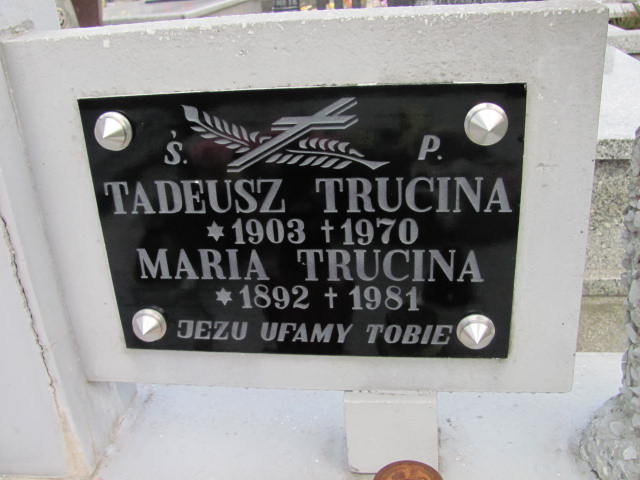 Ś. P.
TADEUSZ TRUCINA
*1903 †1970
MARIA TRUCINA
*1892 †1981
JEZU UFAMY TOBIE